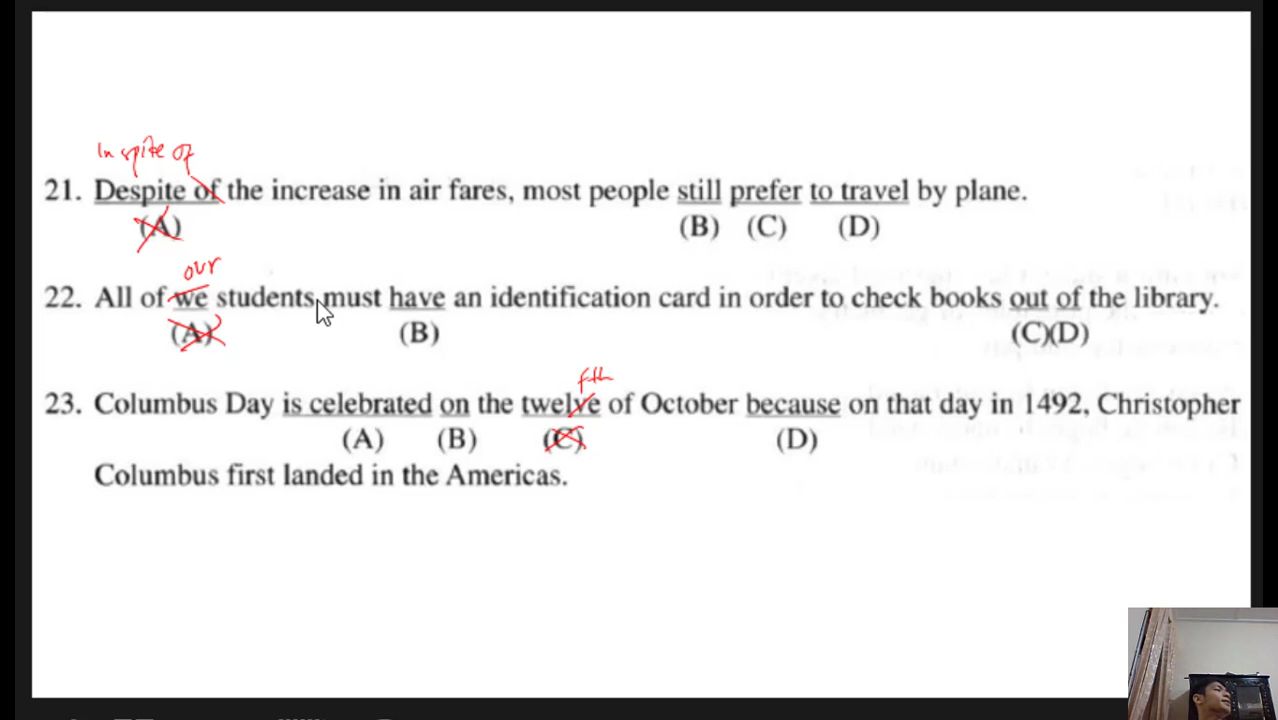 In spite of
21. Despite of the increase in air fares, most people still prefer to travel by plane.
(A) (B) (C) (D)
our
22. All of we students must have an identification card in order to check books out of the library.
(A) (B) (C)(D)
fth
23. Columbus Day is celebrated on the twelve of October because on that day in 1492, Christopher
(A) (B) (C) (D)
Columbus first landed in the Americas.